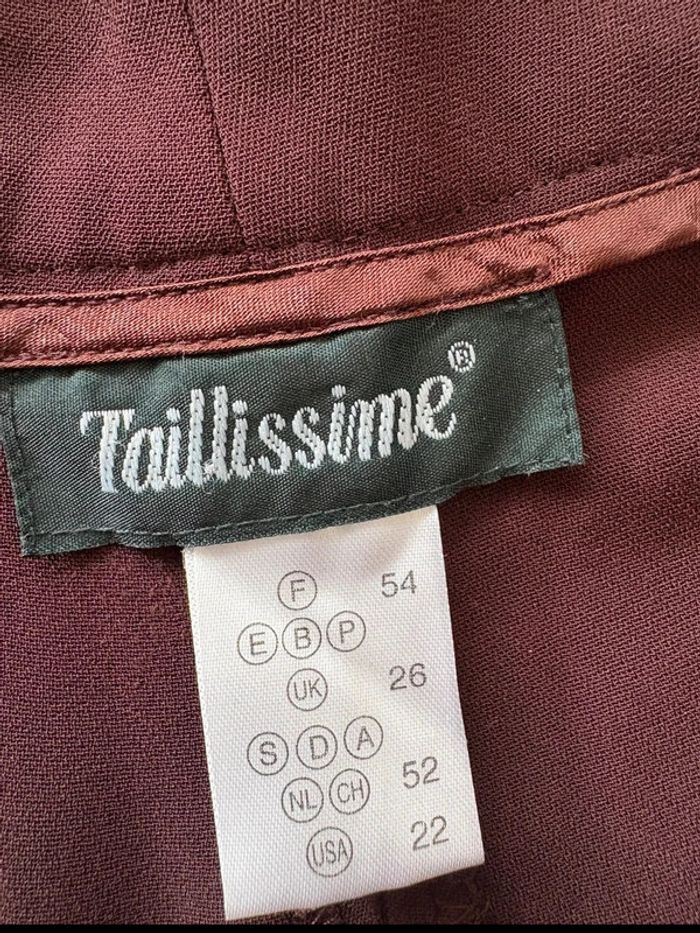 Taillissime®
F 54
E B P
UK 26
S D A
NL CH 52
USA 22